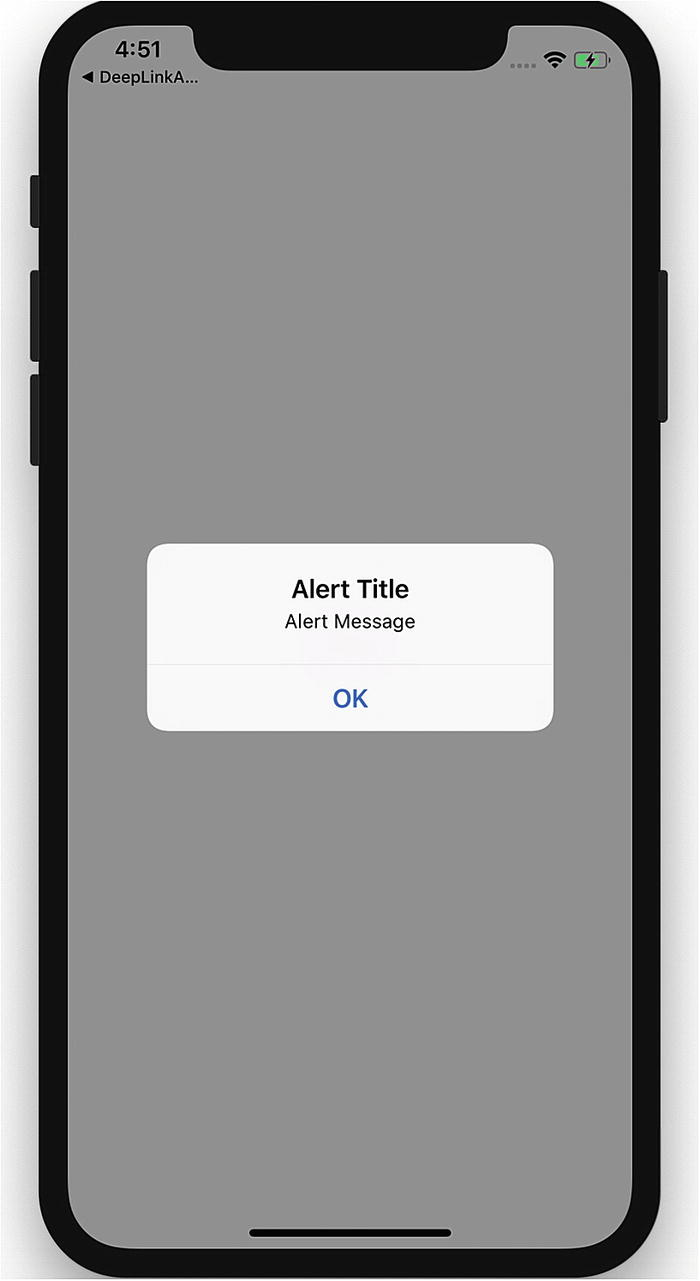 4:51
◀ DeepLinkA...
Alert Title
Alert Message
OK